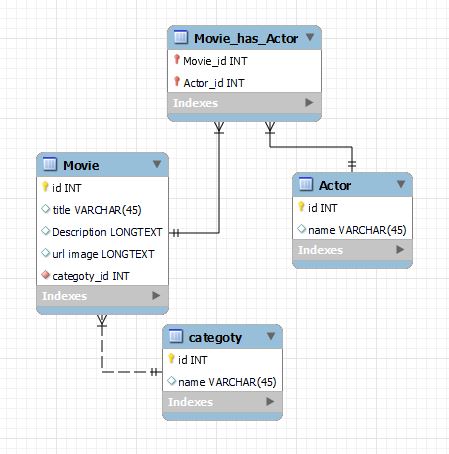 Movie_has_Actor
Movie_id INT
Actor_id INT
Indexes
Movie
id INT
title VARCHAR(45)
Description LONGTEXT
url image LONGTEXT
categoty_id INT
Indexes
Actor
id INT
name VARCHAR(45)
Indexes
categoty
id INT
name VARCHAR(45)
Indexes